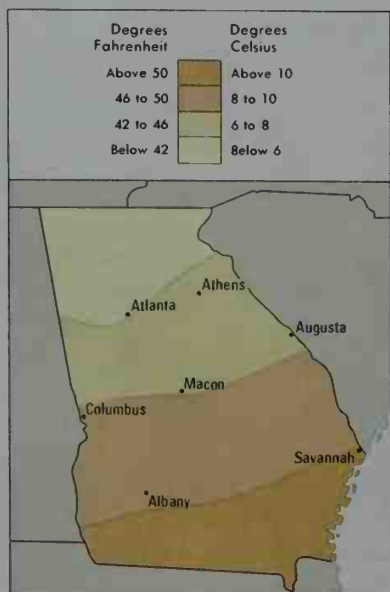 Degrees Fahrenheit
Degrees Celsius
Above 50 Above 10
46 to 50 8 to 10
42 to 46 6 to 8
Below 42 Below 6
Athens
Atlanta
Augusta
Macon
Columbus
Savannah
Albany